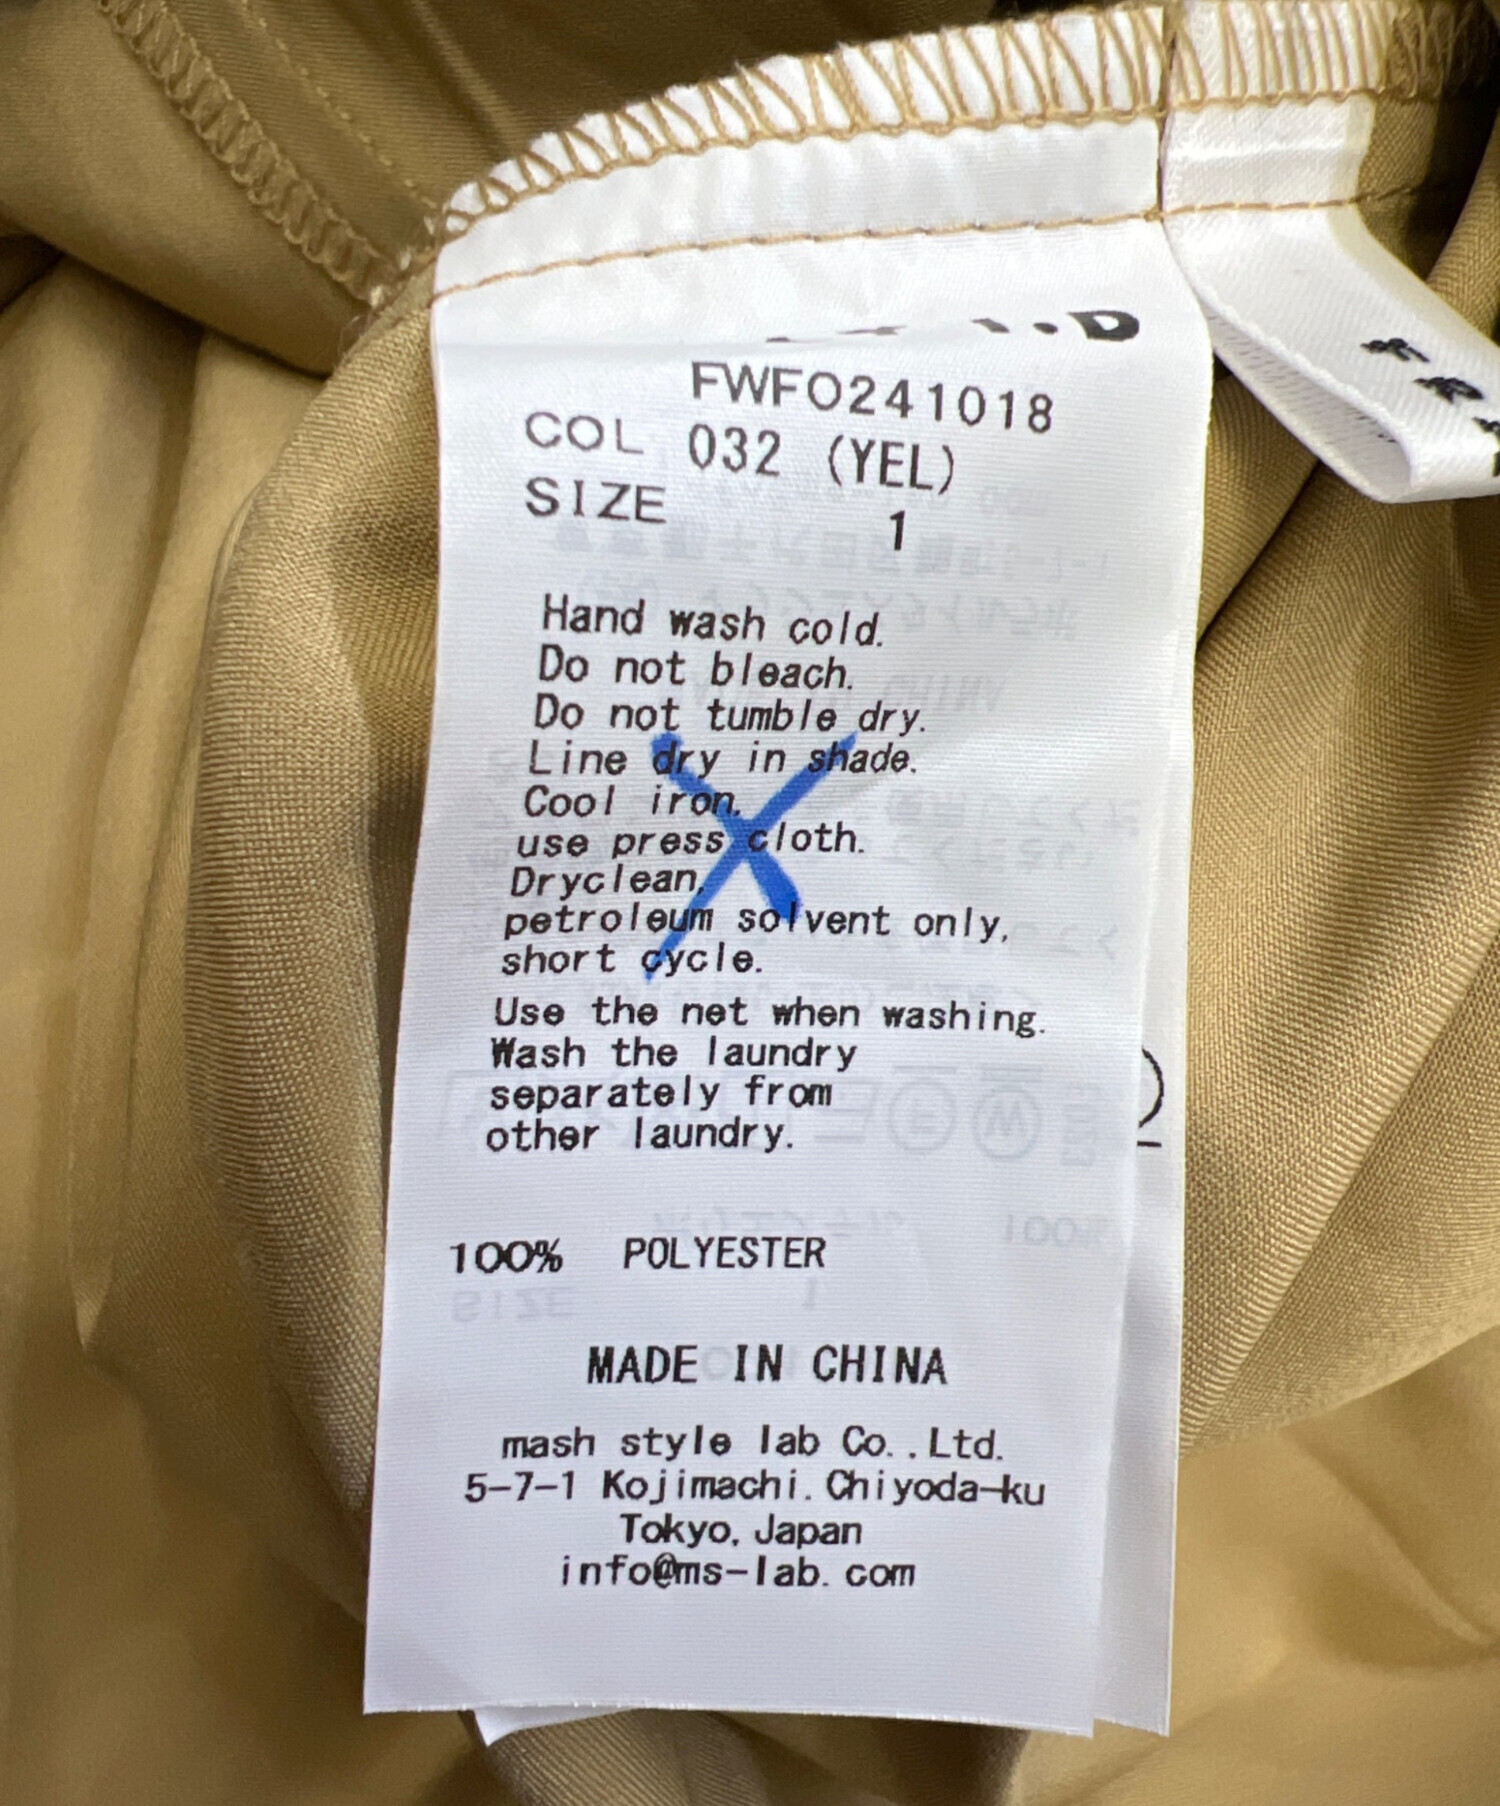 FWFO241018
COL 032 (YEL)
SIZE 1
Hand wash cold.
Do not bleach.
Do not tumble dry.
Line dry in shade.
Cool iron,
use press cloth.
Dryclean,
petroleum solvent only,
short cycle.
Use the net when washing.
Wash the laundry
separately from
other laundry.
100% POLYESTER
MADE IN CHINA
mash style lab Co.,Ltd.
5-7-1 Kojimachi. Chiyoda-ku
Tokyo, Japan
info@ms-lab. com